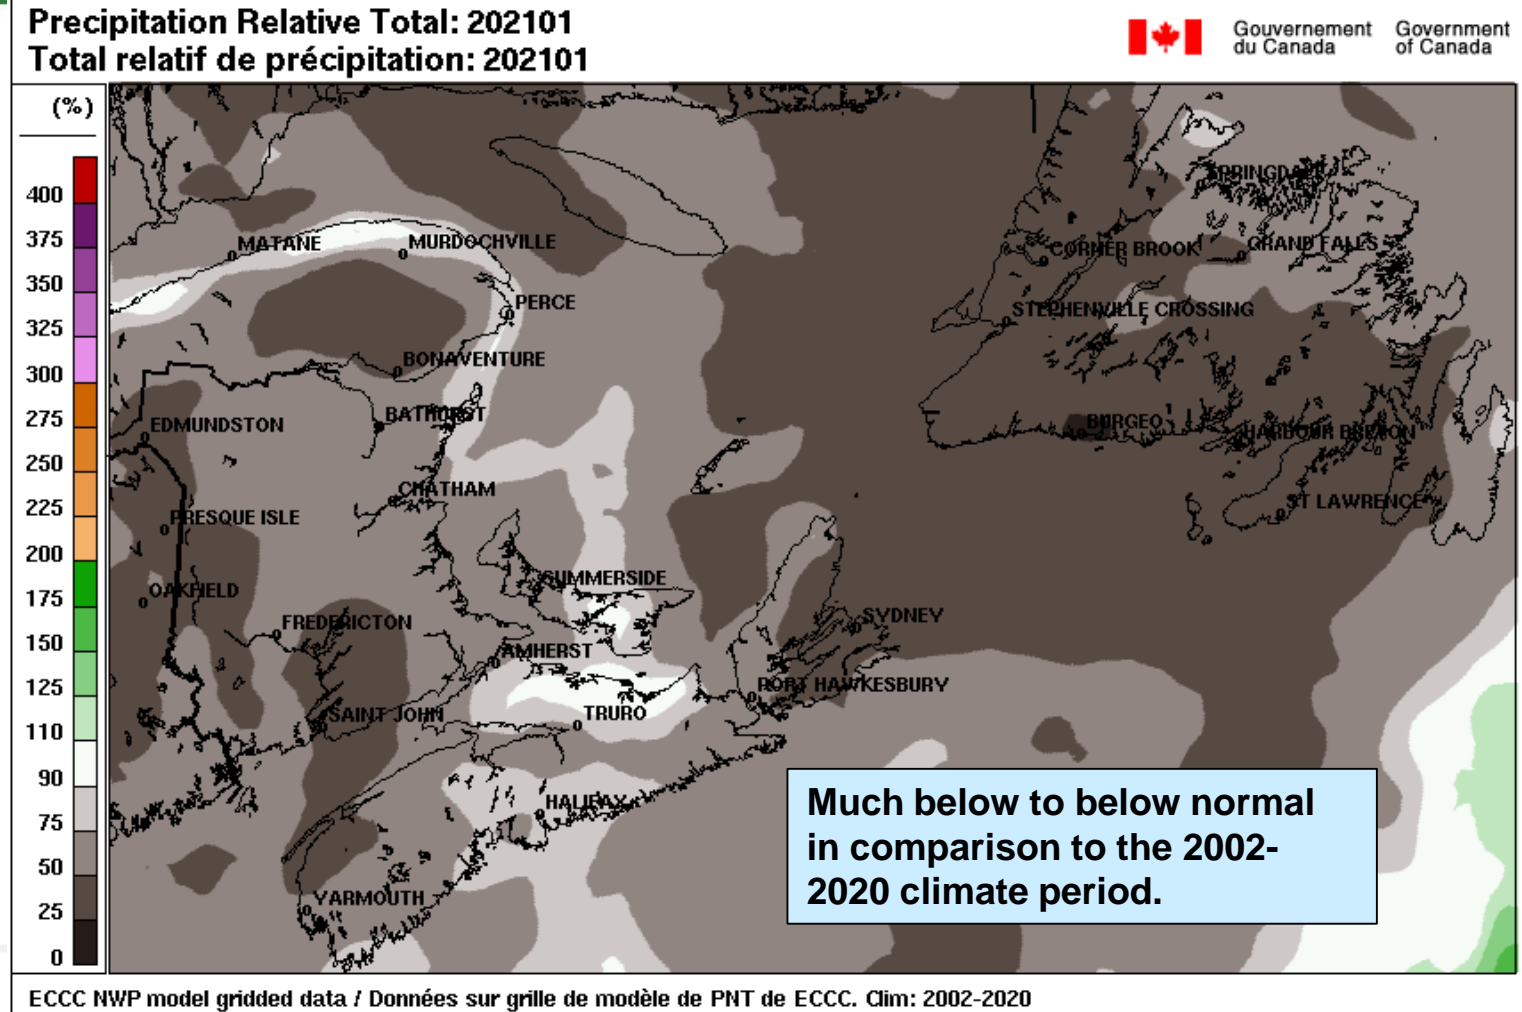 Precipitation Relative Total: 202101
Total relatif de précipitation: 202101
Gouvernement du Canada
Government of Canada
(%)
400
375
350
325
300
275
250
225
200
175
150
125
110
90
75
50
25
0
SPRINGDALE
MATANE
MURDOCHVILLE
CORNER BROOK
GRAND FALLS
PERCE
STEPHENVILLE CROSSING
BONAVENTURE
BATHURST
EDMUNDSTON
BURGEO
HARBOUR BRETON
CHATHAM
ST LAWRENCE
PRESQUE ISLE
SUMMERSIDE
OAKFIELD
FREDERICTON
SYDNEY
AMHERST
PORT HAWKESBURY
SAINT JOHN
TRURO
HALIFAX
YARMOUTH
Much below to below normal
in comparison to the 2002-
2020 climate period.
ECCC NWP model gridded data / Données sur grille de modèle de PNT de ECCC. Clim: 2002-2020